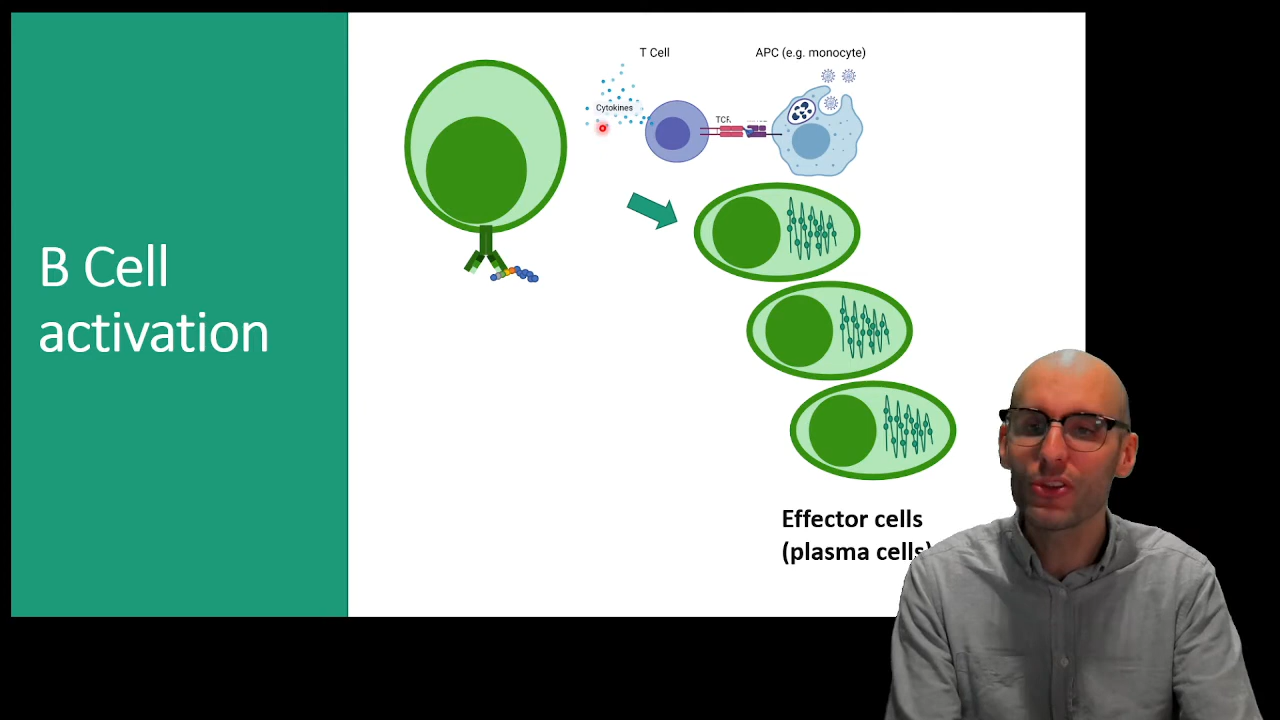 B Cell
activation
T Cell
APC (e.g. monocyte)
Cytokines
Effector cells
(plasma cells)